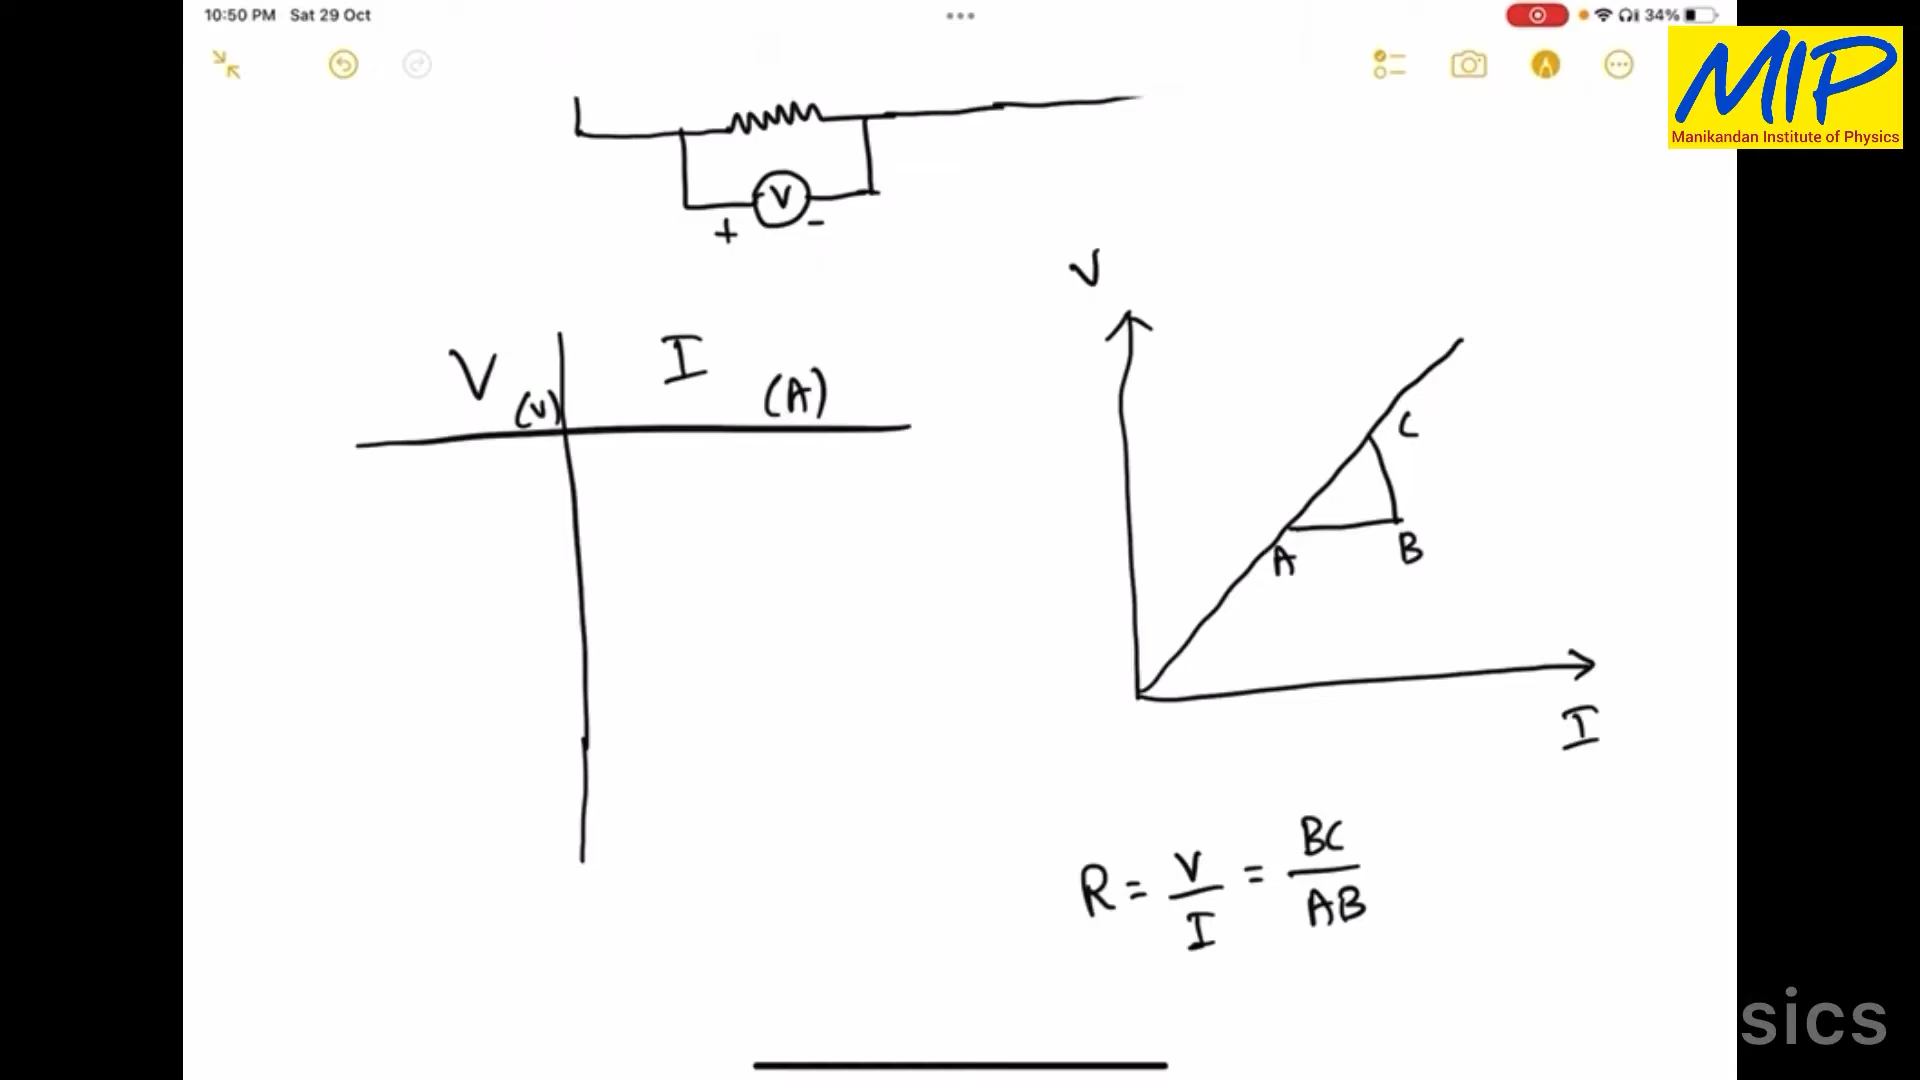 10:50 PM Sat 29 Oct
34%
MIP
Manikandan Institute of Physics
V
+ -
V
V (V) I (A)
C
A B
I
R = V/I = BC/AB
sics